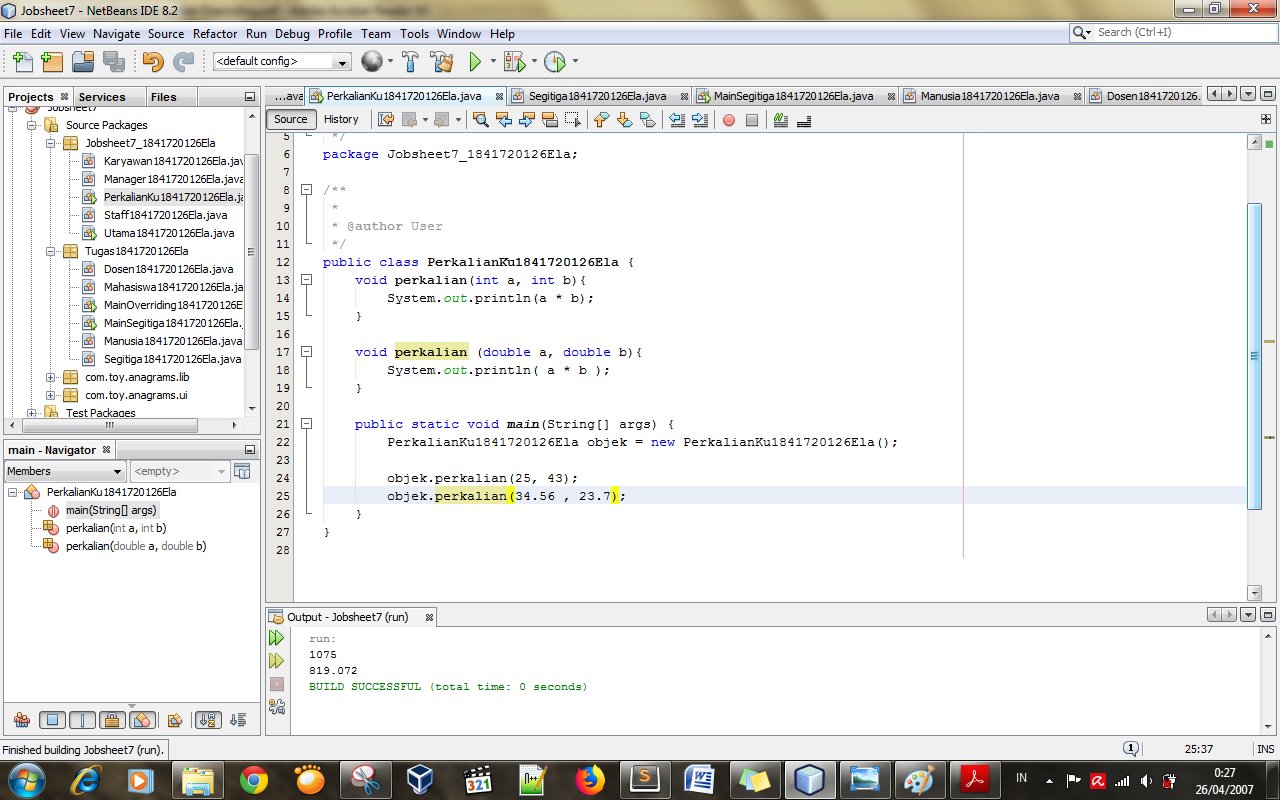 Jobsheet7 - NetBeans IDE 8.2
File Edit View Navigate Source Refactor Run Debug Profile Team Tools Window Help
Search (Ctrl+I)
<default config>
Projects Services Files
Jobsheet7
Source Packages
Jobsheet7_1841720126Ela
Karyawan1841720126Ela.jav
Manager1841720126Ela.java
PerkalianKu1841720126Ela.ja
Staff1841720126Ela.java
Utama1841720126Ela.java
Tugas1841720126Ela
Dosen1841720126Ela.java
Mahasiswa1841720126Ela.java
MainOverriding1841720126E
MainSegitiga1841720126Ela.
Manusia1841720126Ela.java
Segitiga1841720126Ela.java
com.toy.anagrams.lib
com.toy.anagrams.ui
Test Packages
main - Navigator
Members <empty>
PerkalianKu1841720126Ela
main(String[] args)
perkalian(int a, int b)
perkalian(double a, double b)
...ava PerkalianKu1841720126Ela.java Segitiga1841720126Ela.java MainSegitiga1841720126Ela.java Manusia1841720126Ela.java Dosen1841720126.
Source History
5 */
6 package Jobsheet7_1841720126Ela;
7
8 /**
9 *
10 * @author User
11 */
12 public class PerkalianKu1841720126Ela {
13 void perkalian(int a, int b){
14 System.out.println(a * b);
15 }
16
17 void perkalian (double a, double b){
18 System.out.println( a * b );
19 }
20
21 public static void main(String[] args) {
22 PerkalianKu1841720126Ela objek = new PerkalianKu1841720126Ela();
23
24 objek.perkalian(25, 43);
25 objek.perkalian(34.56 , 23.7);
26 }
27 }
28
Output - Jobsheet7 (run)
run:
1075
819.072
BUILD SUCCESSFUL (total time: 0 seconds)
Finished building Jobsheet7 (run).
1
25:37 INS
IN
0:27
26/04/2007